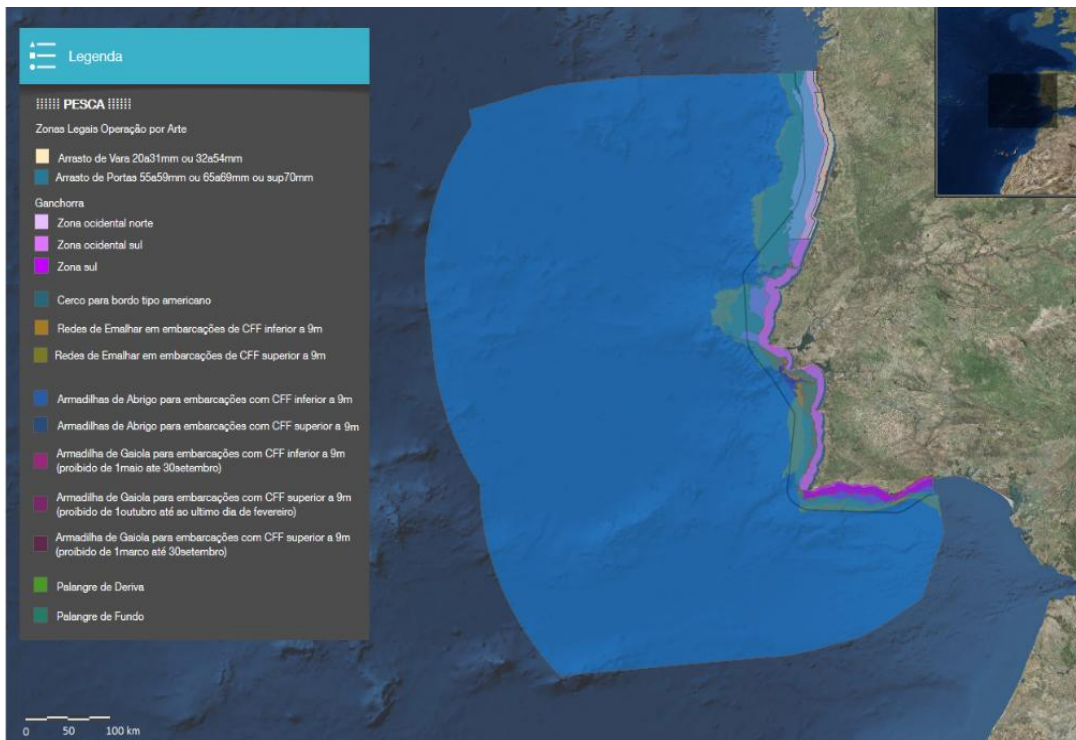 Legenda
PESCA
Zonas Legais Operação por Arte
Arrasto de Vara 20a31mm ou 32a54mm
Arrasto de Portas 55a59mm ou 65a69mm ou sup70mm
Ganchorra
Zona ocidental norte
Zona ocidental sul
Zona sul
Cerco para bordo tipo americano
Redes de Emalhar em embarcações de CFF inferior a 9m
Redes de Emalhar em embarcações de CFF superior a 9m
Armadilhas de Abrigo para embarcações com CFF inferior a 9m
Armadilhas de Abrigo para embarcações com CFF superior a 9m
Armadilha de Gaiola para embarcações com CFF inferior a 9m
(proibido de 1maio até 30setembro)
Armadilha de Gaiola para embarcações com CFF superior a 9m
(proibido de 1outubro até ao ultimo dia de fevereiro)
Armadilha de Gaiola para embarcações com CFF superior a 9m
(proibido de 1marco até 30setembro)
Palangre de Deriva
Palangre de Fundo
0 50 100 km